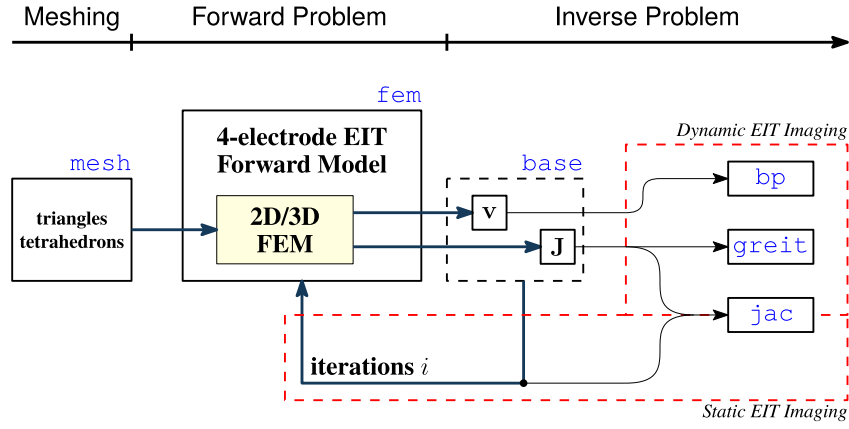 Meshing
Forward Problem
Inverse Problem
fem
Dynamic EIT Imaging
mesh
4-electrode EIT
Forward Model
base
bp
triangles
tetrahedrons
2D/3D
FEM
v
J
greit
jac
iterations i
Static EIT Imaging